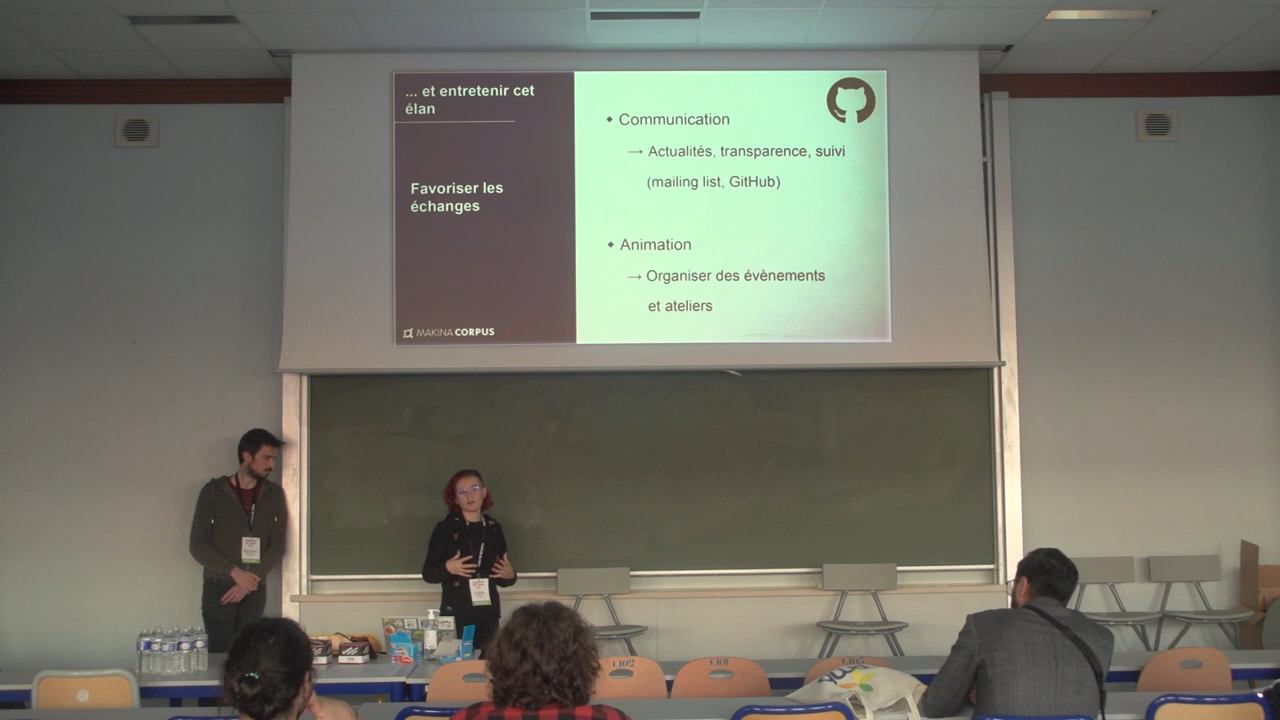 ... et entretenir cet
élan
Favoriser les
échanges
MAKINA CORPUS
Communication
→ Actualités, transparence, suivi
(mailing list, GitHub)
Animation
→ Organiser des évènements
et ateliers